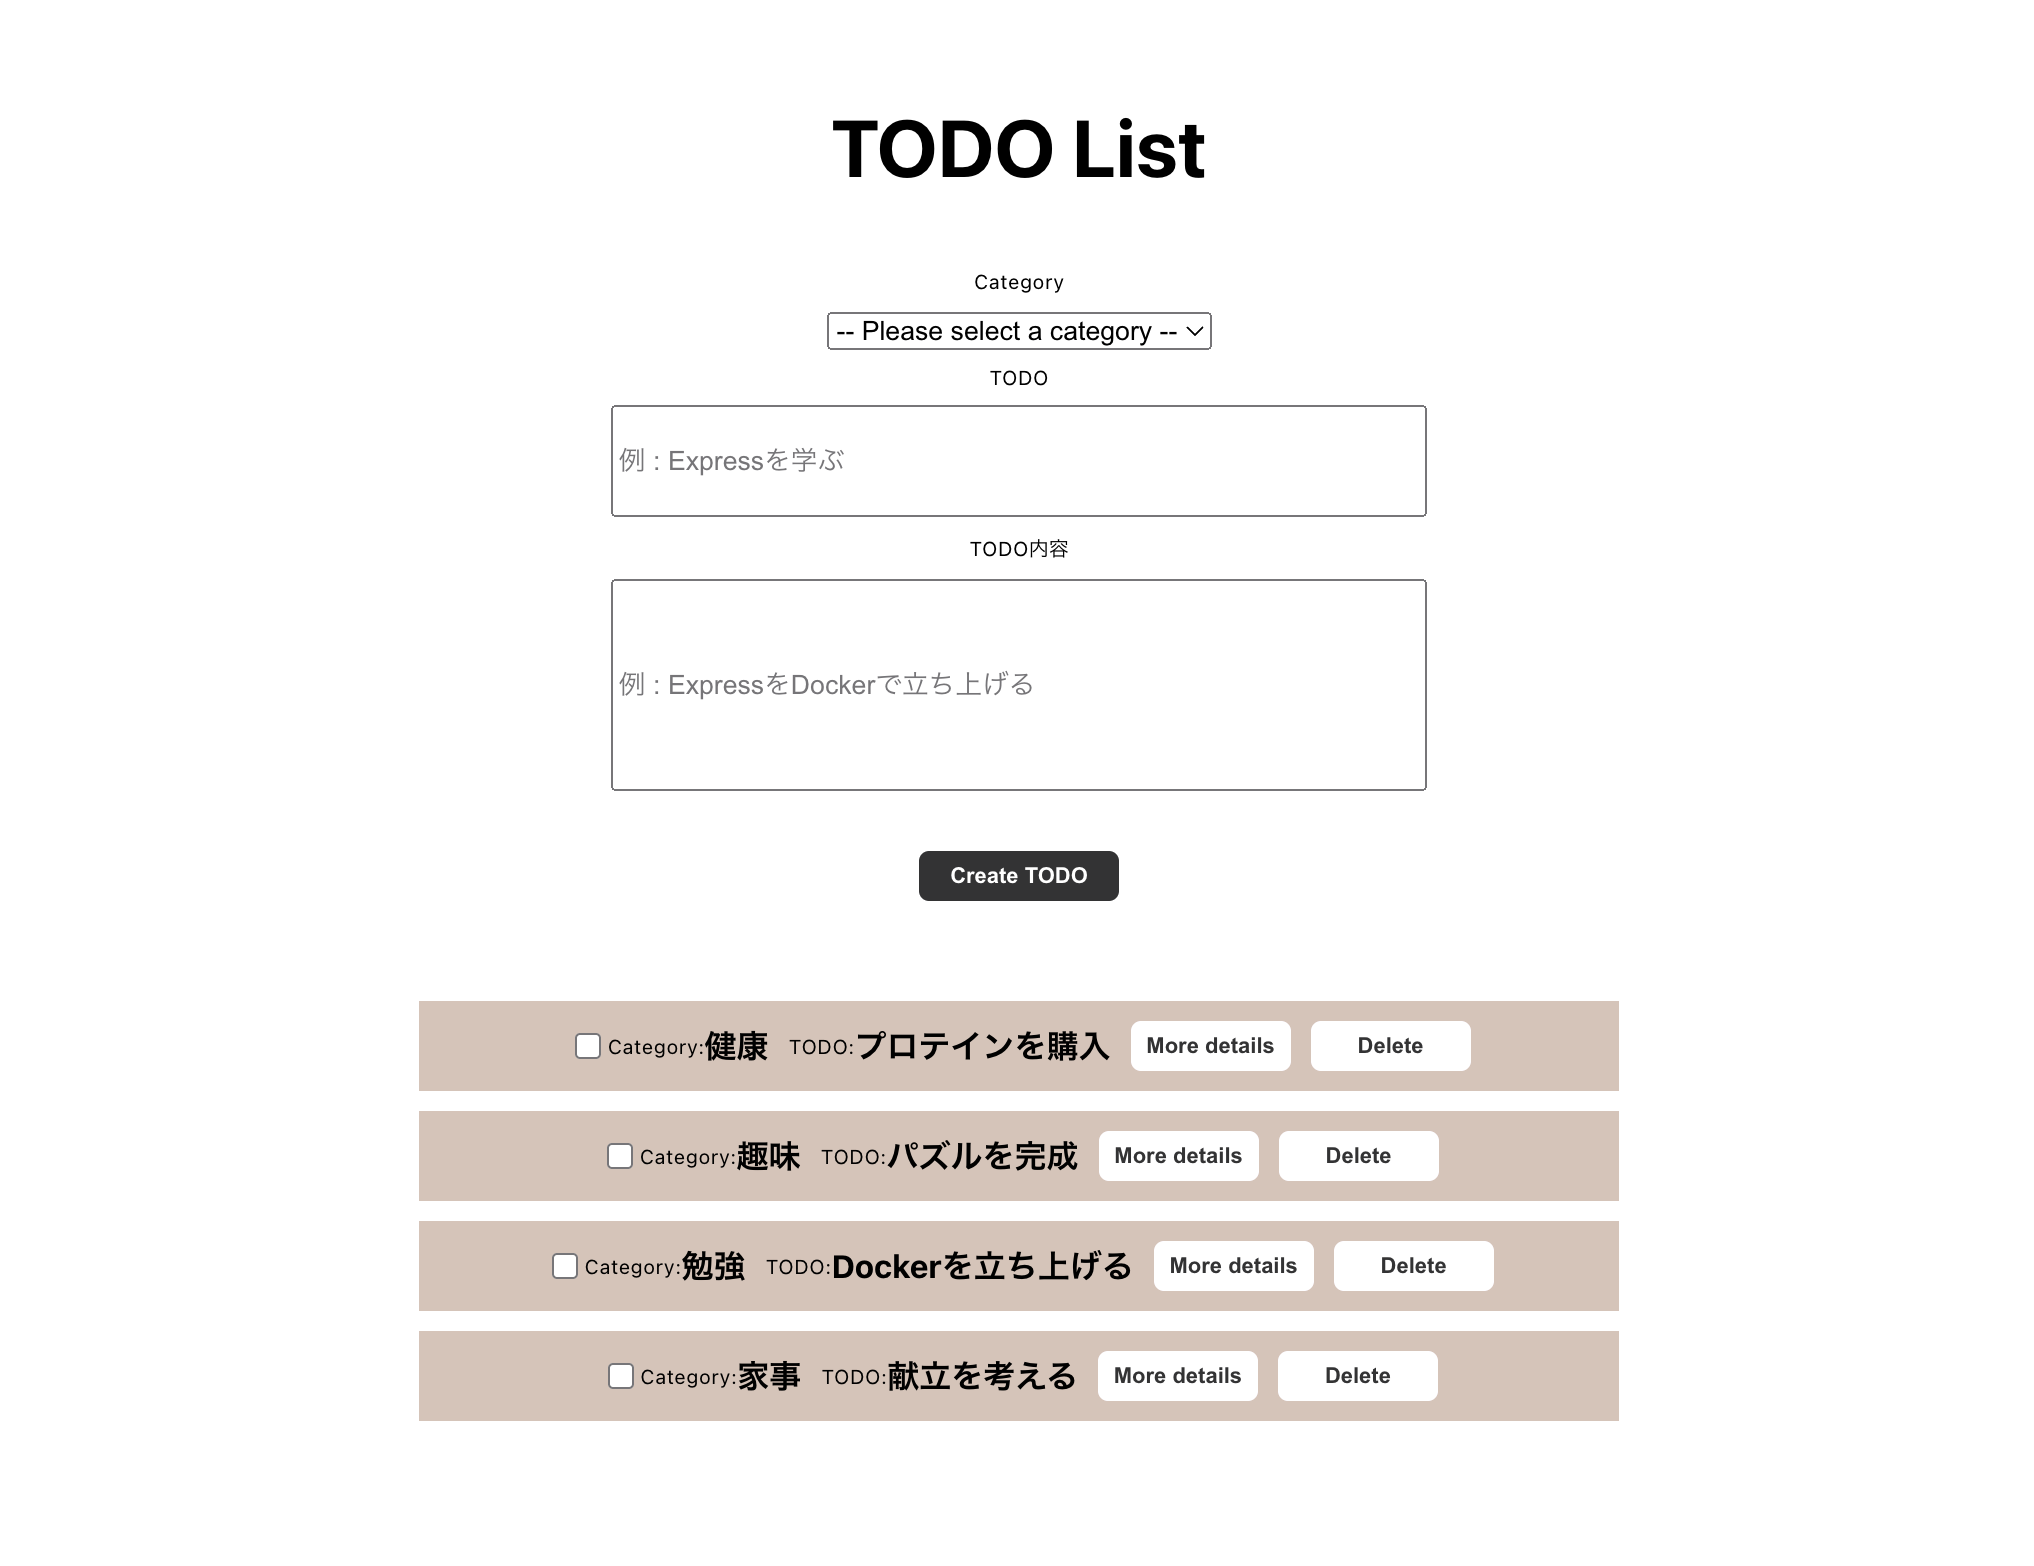 TODO List
Category
-- Please select a category --
TODO
例 : Expressを学ぶ
TODO内容
例 : ExpressをDockerで立ち上げる
Create TODO
Category:健康 TODO:プロテインを購入 More details Delete
Category:趣味 TODO:パズルを完成 More details Delete
Category:勉強 TODO:Dockerを立ち上げる More details Delete
Category:家事 TODO:献立を考える More details Delete